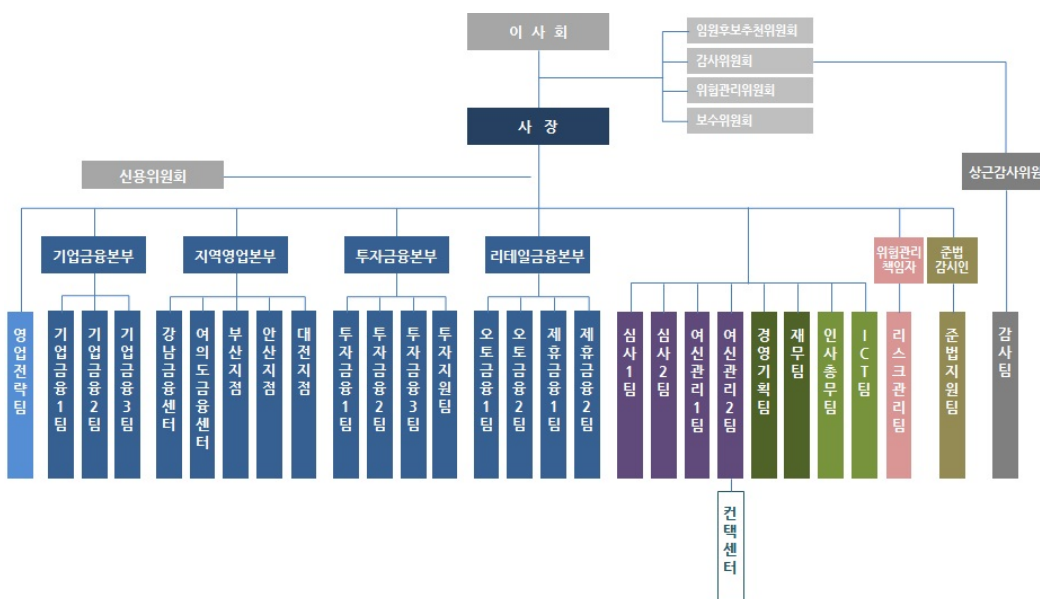 이 사 회
임원후보추천위원회
감사위원회
위험관리위원회
보수위원회
사 장
신용위원회
상근감사위원
기업금융본부
지역영업본부
투자금융본부
리테일금융본부
위험관리
책임자
준법
감시인
영업전략팀
기업금융1팀
기업금융2팀
기업금융3팀
강남금융센터
여의도금융센터
부산지점
안산지점
대전지점
투자금융1팀
투자금융2팀
투자금융3팀
투자지원팀
오토금융1팀
오토금융2팀
제휴금융1팀
제휴금융2팀
심사1팀
심사2팀
여신관리1팀
여신관리2팀
경영기획팀
재무팀
인사총무팀
ICT팀
리스크관리팀
준법지원팀
감사팀
컨택센터